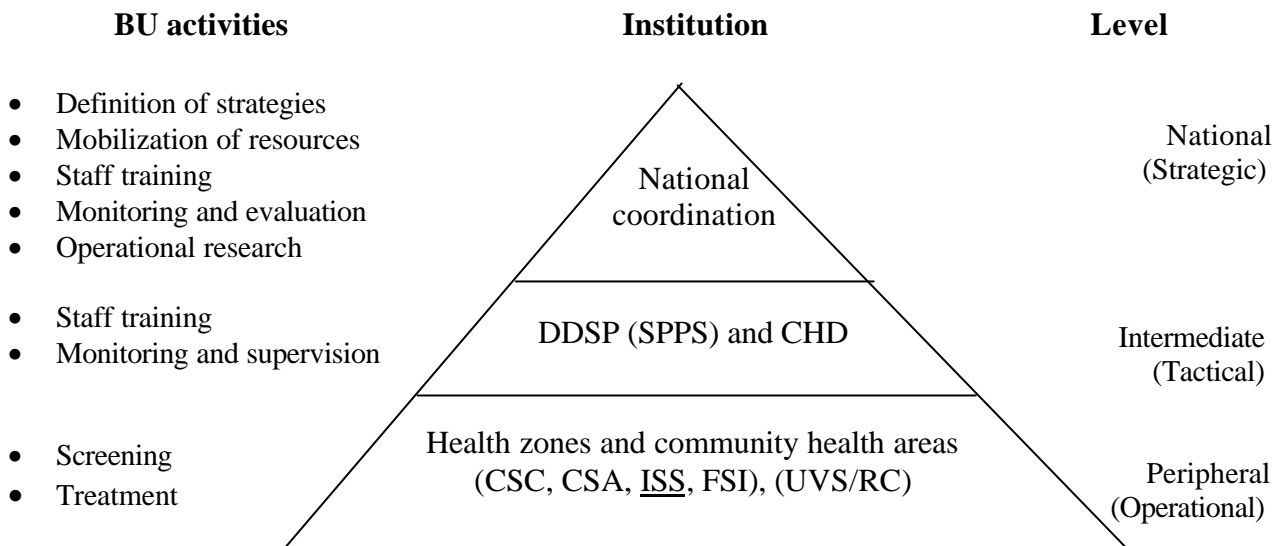 BU activities Institution Level
• Definition of strategies
• Mobilization of resources
• Staff training
• Monitoring and evaluation
• Operational research
National
coordination
National
(Strategic)
• Staff training
• Monitoring and supervision
DDSP (SPPS) and CHD
Intermediate
(Tactical)
• Screening
• Treatment
Health zones and community health areas
(CSC, CSA, ISS, FSI), (UVS/RC)
Peripheral
(Operational)